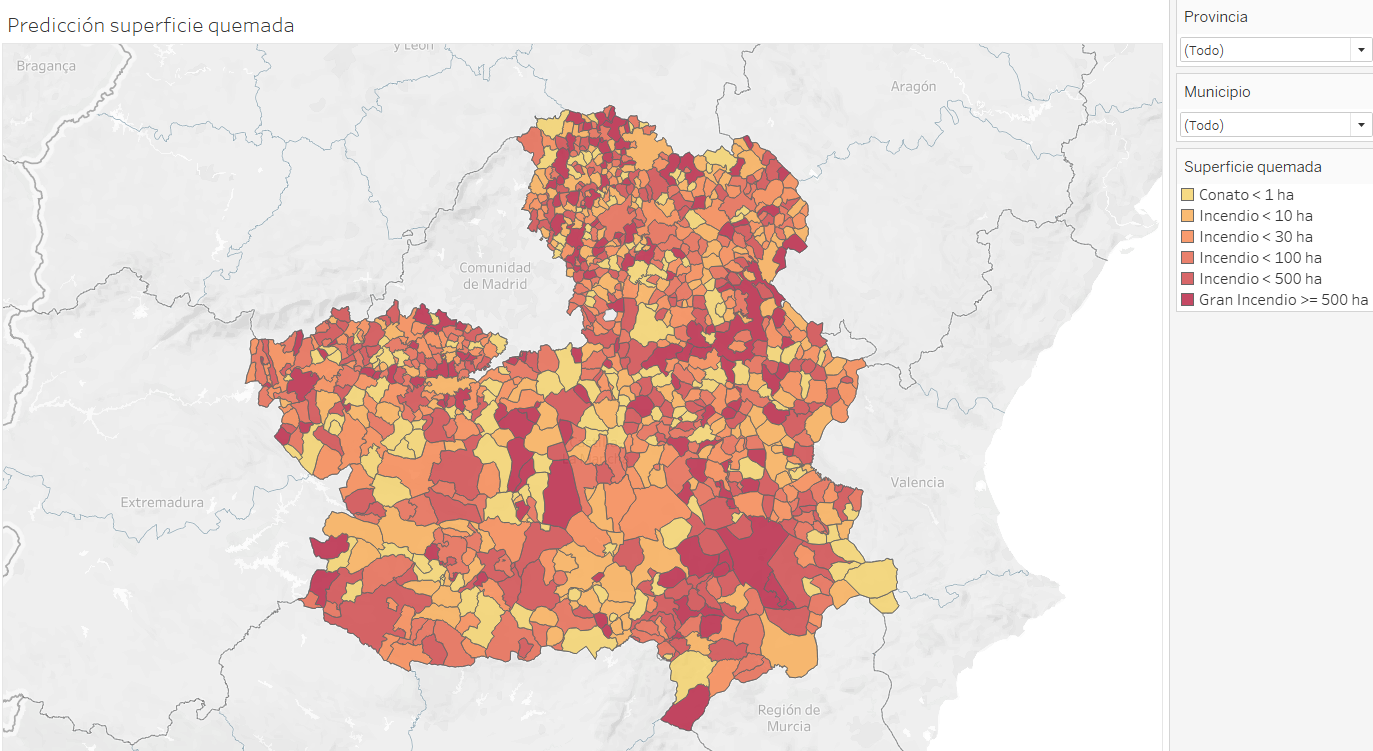 Predicción superficie quemada
y León
Bragança
Aragón
Comunidad
de Madrid
Extremadura
Valencia
Región de
Murcia
Provincia
(Todo)
Municipio
(Todo)
Superficie quemada
Conato < 1 ha
Incendio < 10 ha
Incendio < 30 ha
Incendio < 100 ha
Incendio < 500 ha
Gran Incendio >= 500 ha